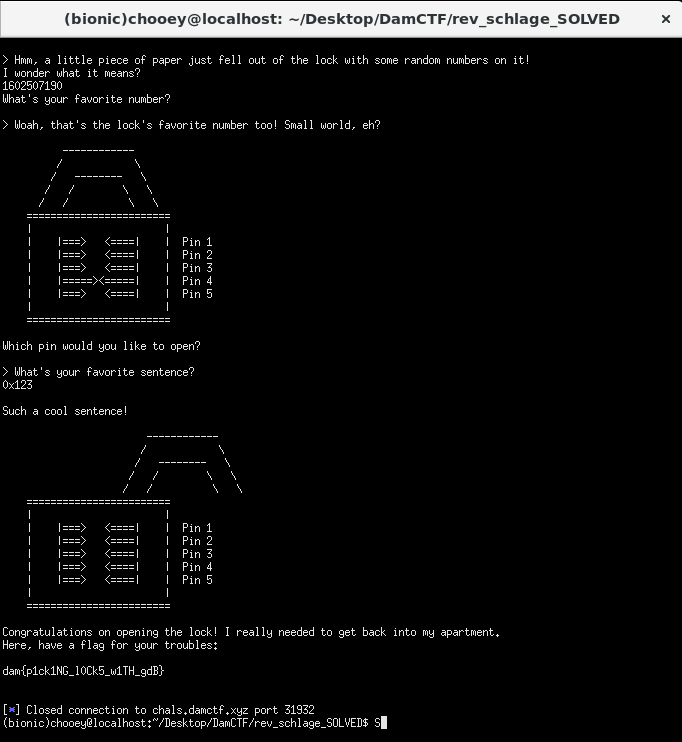 (bionic)chooey@localhost: ~/Desktop/DamCTF/rev_schlage_SOLVED ×
> Hmm, a little piece of paper just fell out of the lock with some random numbers on it!
I wonder what it means?
1602507190
What's your favorite number?
> Woah, that's the lock's favorite number too! Small world, eh?
          ------------
         /            \
        /   --------   \
       /   /        \   \
      /   /          \   \
    ========================
    |                      |
    |    |===>   <====|    |  Pin 1
    |    |===>   <====|    |  Pin 2
    |    |===>   <====|    |  Pin 3
    |    |=====><=====|    |  Pin 4
    |    |===>   <====|    |  Pin 5
    |                      |
    ========================
Which pin would you like to open?
> What's your favorite sentence?
0x123
Such a cool sentence!
                        ------------
                       /            \
                      /   --------   \
                     /   /        \   \
                    /   /          \   \
    ========================
    |                      |
    |    |===>   <====|    |  Pin 1
    |    |===>   <====|    |  Pin 2
    |    |===>   <====|    |  Pin 3
    |    |===>   <====|    |  Pin 4
    |    |===>   <====|    |  Pin 5
    |                      |
    ========================
Congratulations on opening the lock! I really needed to get back into my apartment.
Here, have a flag for your troubles:
dam{p1ck1NG_l0Ck5_w1TH_gdB}
[*] Closed connection to chals.damctf.xyz port 31932
(bionic)chooey@localhost:~/Desktop/DamCTF/rev_schlage_SOLVED$ S